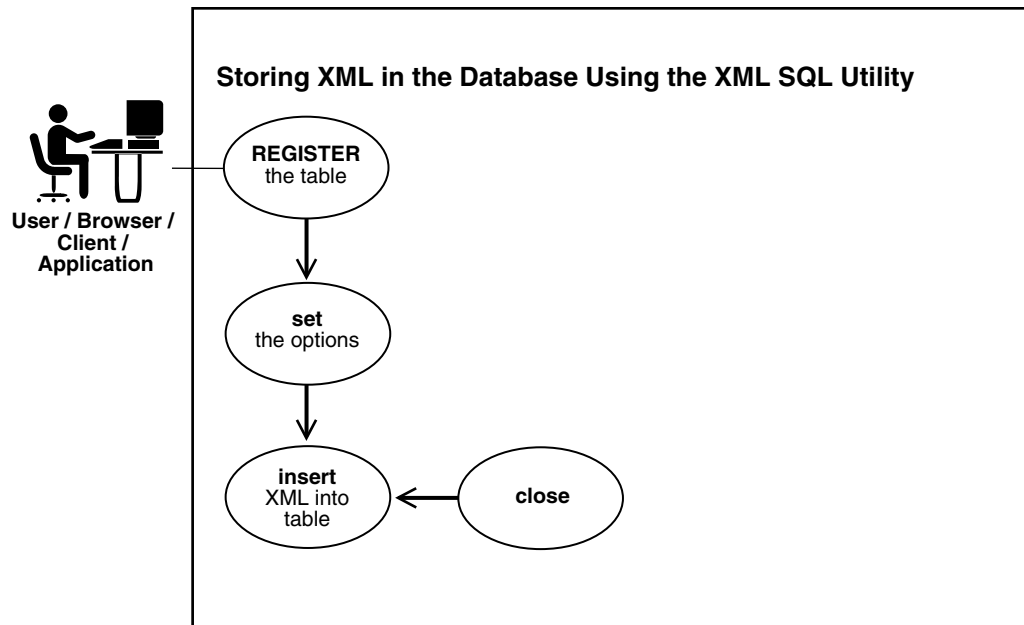 Storing XML in the Database Using the XML SQL Utility
User / Browser /
Client /
Application
REGISTER
the table
set
the options
insert
XML into
table
close